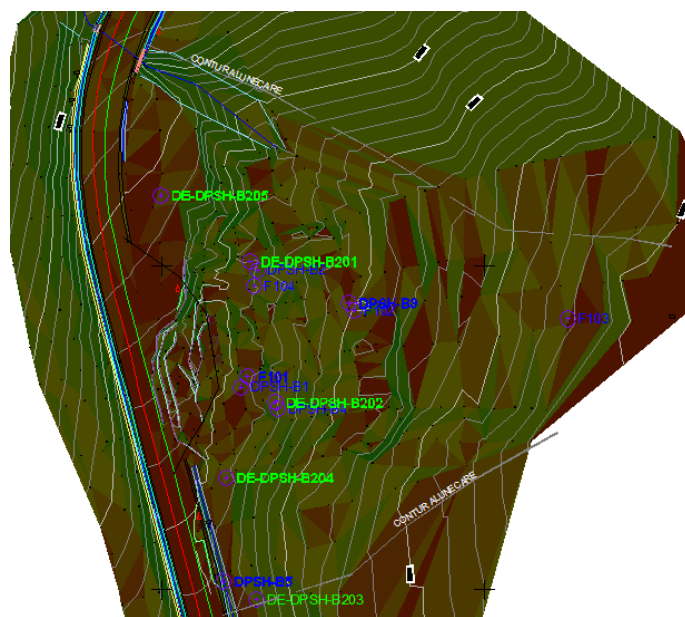 CONTUR ALUNECARE
DE-DPSH-B205
DE-DPSH-B201
F104
DPSH-B9
F103
F101
DPSH-B1
DE-DPSH-B202
DE-DPSH-B204
CONTUR ALUNECARE
DPSH-B5
DE-DPSH-B203